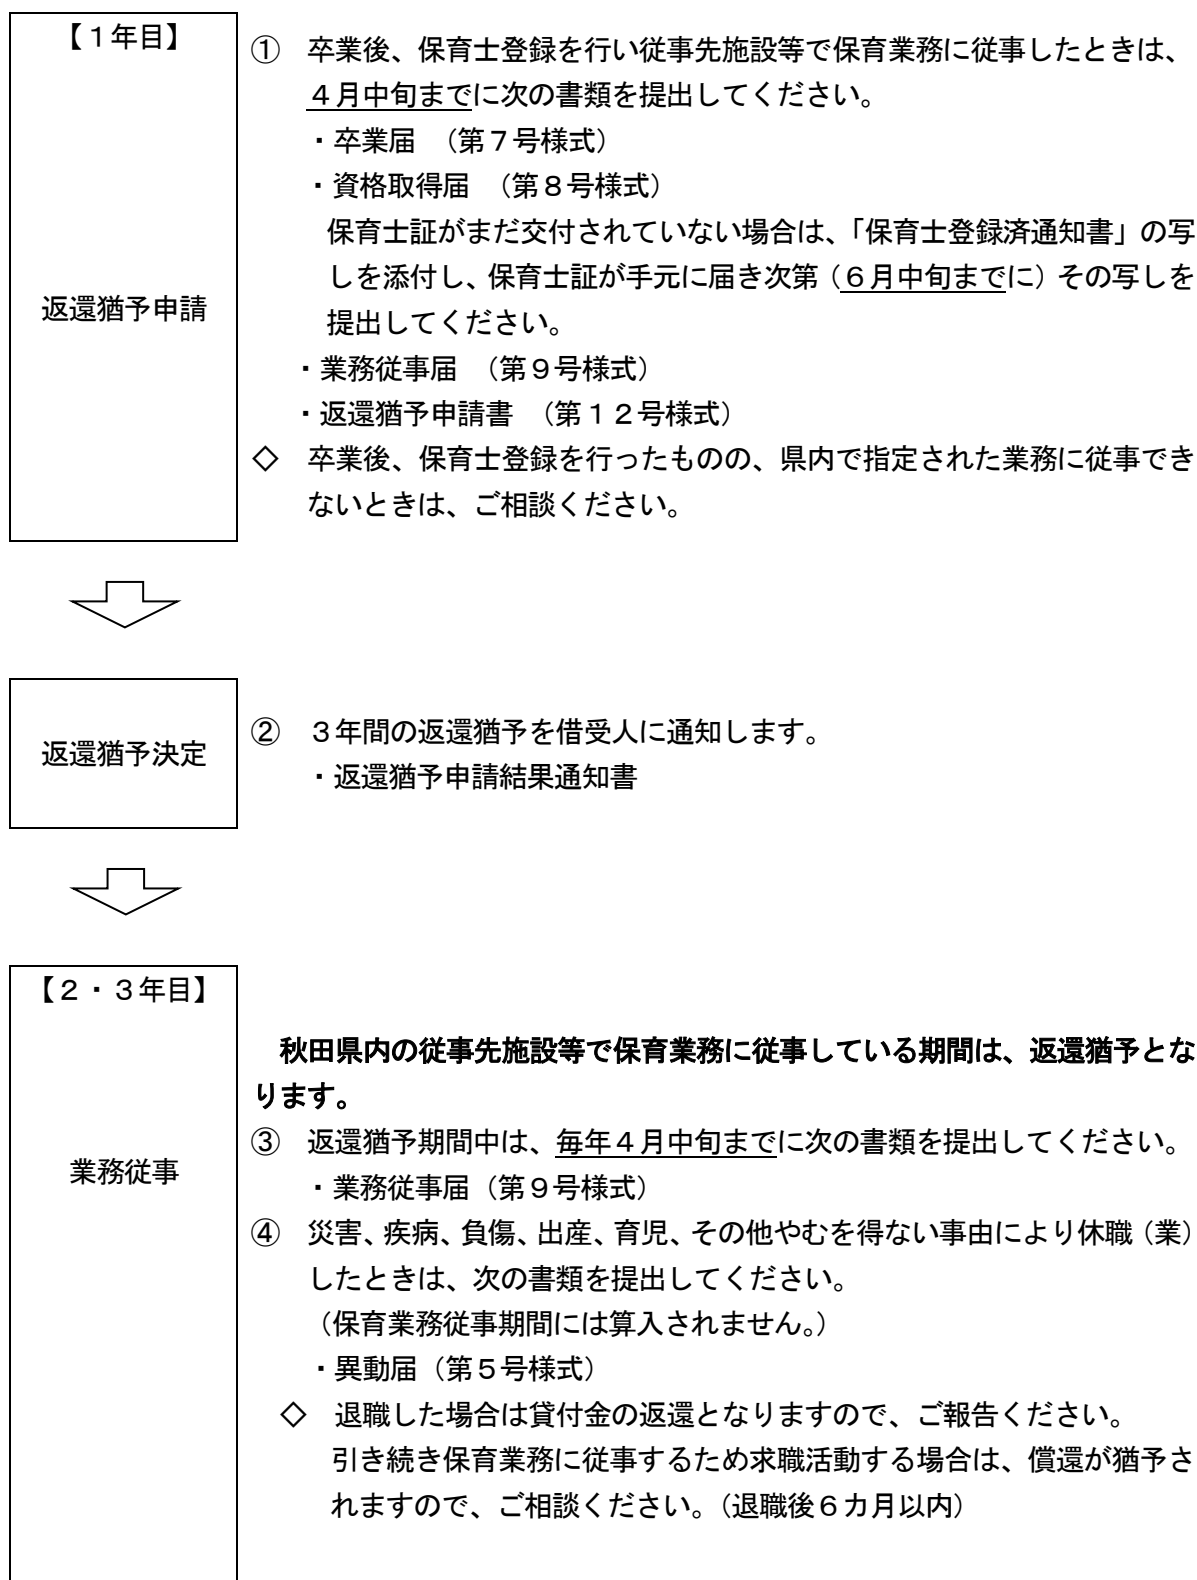 【１年目】
返還猶予申請
①　卒業後、保育士登録を行い従事先施設等で保育業務に従事したときは、
４月中旬までに次の書類を提出してください。
・卒業届　（第７号様式）
・資格取得届　（第８号様式）
保育士証がまだ交付されていない場合は、「保育士登録済通知書」の写
しを添付し、保育士証が手元に届き次第（６月中旬までに）その写しを
提出してください。
・業務従事届　（第９号様式）
・返還猶予申請書　（第１２号様式）
◇　卒業後、保育士登録を行ったものの、県内で指定された業務に従事でき
ないときは、ご相談ください。
返還猶予決定
②　３年間の返還猶予を借受人に通知します。
・返還猶予申請結果通知書
【２・３年目】
業務従事
秋田県内の従事先施設等で保育業務に従事している期間は、返還猶予とな
ります。
③　返還猶予期間中は、毎年４月中旬までに次の書類を提出してください。
・業務従事届（第９号様式）
④　災害、疾病、負傷、出産、育児、その他やむを得ない事由により休職（業）
したときは、次の書類を提出してください。
（保育業務従事期間には算入されません。）
・異動届（第５号様式）
◇　退職した場合は貸付金の返還となりますので、ご報告ください。
引き続き保育業務に従事するため求職活動する場合は、償還が猶予さ
れますので、ご相談ください。（退職後６カ月以内）